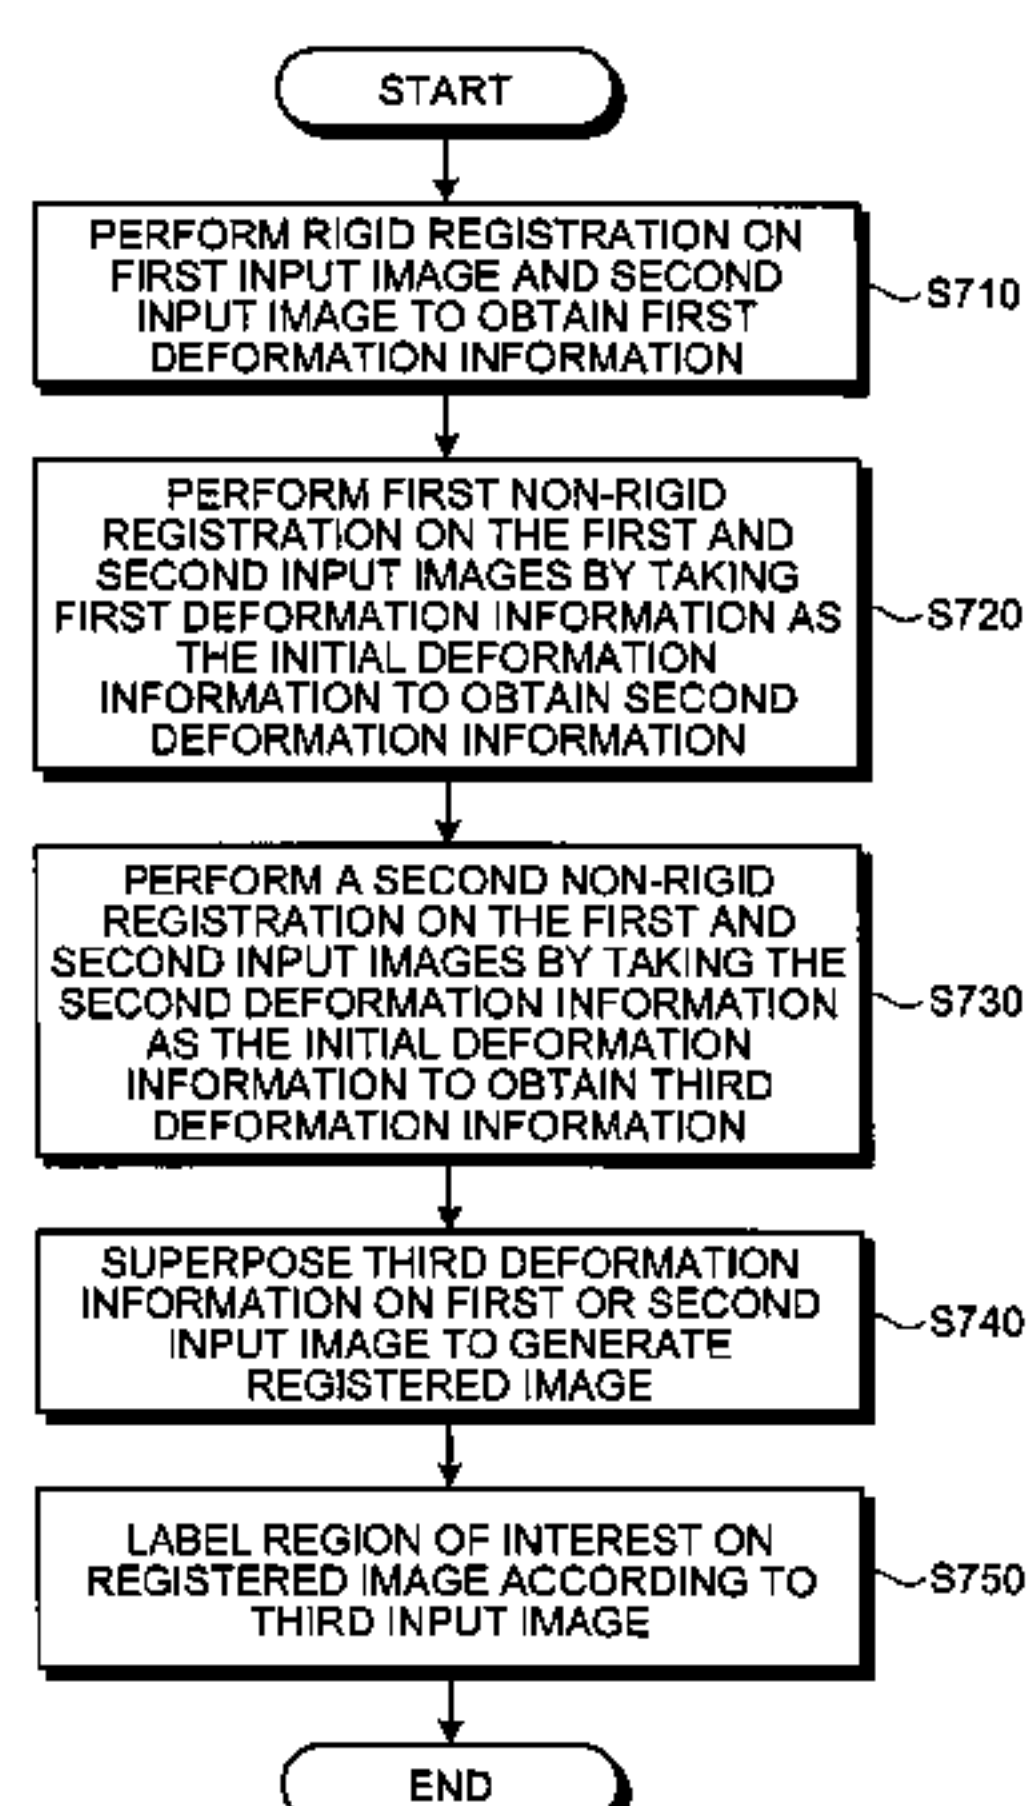 START
PERFORM RIGID REGISTRATION ON
FIRST INPUT IMAGE AND SECOND
INPUT IMAGE TO OBTAIN FIRST
DEFORMATION INFORMATION
S710
PERFORM FIRST NON-RIGID
REGISTRATION ON THE FIRST AND
SECOND INPUT IMAGES BY TAKING
FIRST DEFORMATION INFORMATION AS
THE INITIAL DEFORMATION
INFORMATION TO OBTAIN SECOND
DEFORMATION INFORMATION
S720
PERFORM A SECOND NON-RIGID
REGISTRATION ON THE FIRST AND
SECOND INPUT IMAGES BY TAKING THE
SECOND DEFORMATION INFORMATION
AS THE INITIAL DEFORMATION
INFORMATION TO OBTAIN THIRD
DEFORMATION INFORMATION
S730
SUPERPOSE THIRD DEFORMATION
INFORMATION ON FIRST OR SECOND
INPUT IMAGE TO GENERATE
REGISTERED IMAGE
S740
LABEL REGION OF INTEREST ON
REGISTERED IMAGE ACCORDING TO
THIRD INPUT IMAGE
S750
END